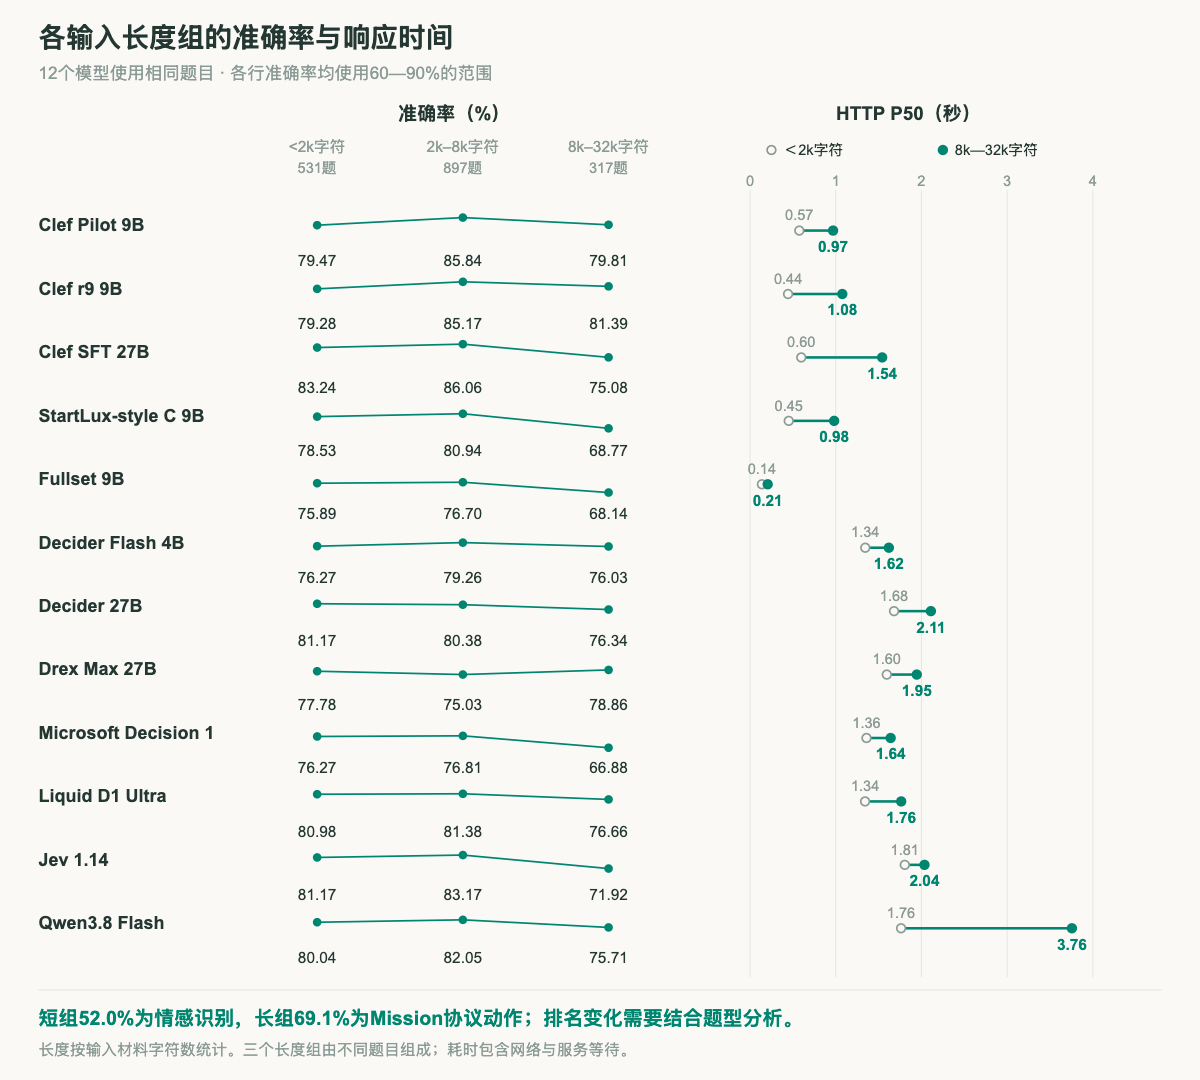 各输入长度组的准确率与响应时间
12个模型使用相同题目 · 各行准确率均使用60—90%的范围
准确率（%） HTTP P50（秒）
<2k字符 2k–8k字符 8k–32k字符
531题 897题 317题
＜2k字符 8k—32k字符
0 1 2 3 4
Clef Pilot 9B 79.47 85.84 79.81 0.57 0.97
Clef r9 9B 79.28 85.17 81.39 0.44 1.08
Clef SFT 27B 83.24 86.06 75.08 0.60 1.54
StartLux-style C 9B 78.53 80.94 68.77 0.45 0.98
Fullset 9B 75.89 76.70 68.14 0.14 0.21
Decider Flash 4B 76.27 79.26 76.03 1.34 1.62
Decider 27B 81.17 80.38 76.34 1.68 2.11
Drex Max 27B 77.78 75.03 78.86 1.60 1.95
Microsoft Decision 1 76.27 76.81 66.88 1.36 1.64
Liquid D1 Ultra 80.98 81.38 76.66 1.34 1.76
Jev 1.14 81.17 83.17 71.92 1.81 2.04
Qwen3.8 Flash 80.04 82.05 75.71 1.76 3.76
短组52.0%为情感识别，长组69.1%为Mission协议动作；排名变化需要结合题型分析。
长度按输入材料字符数统计。三个长度组由不同题目组成；耗时包含网络与服务等待。